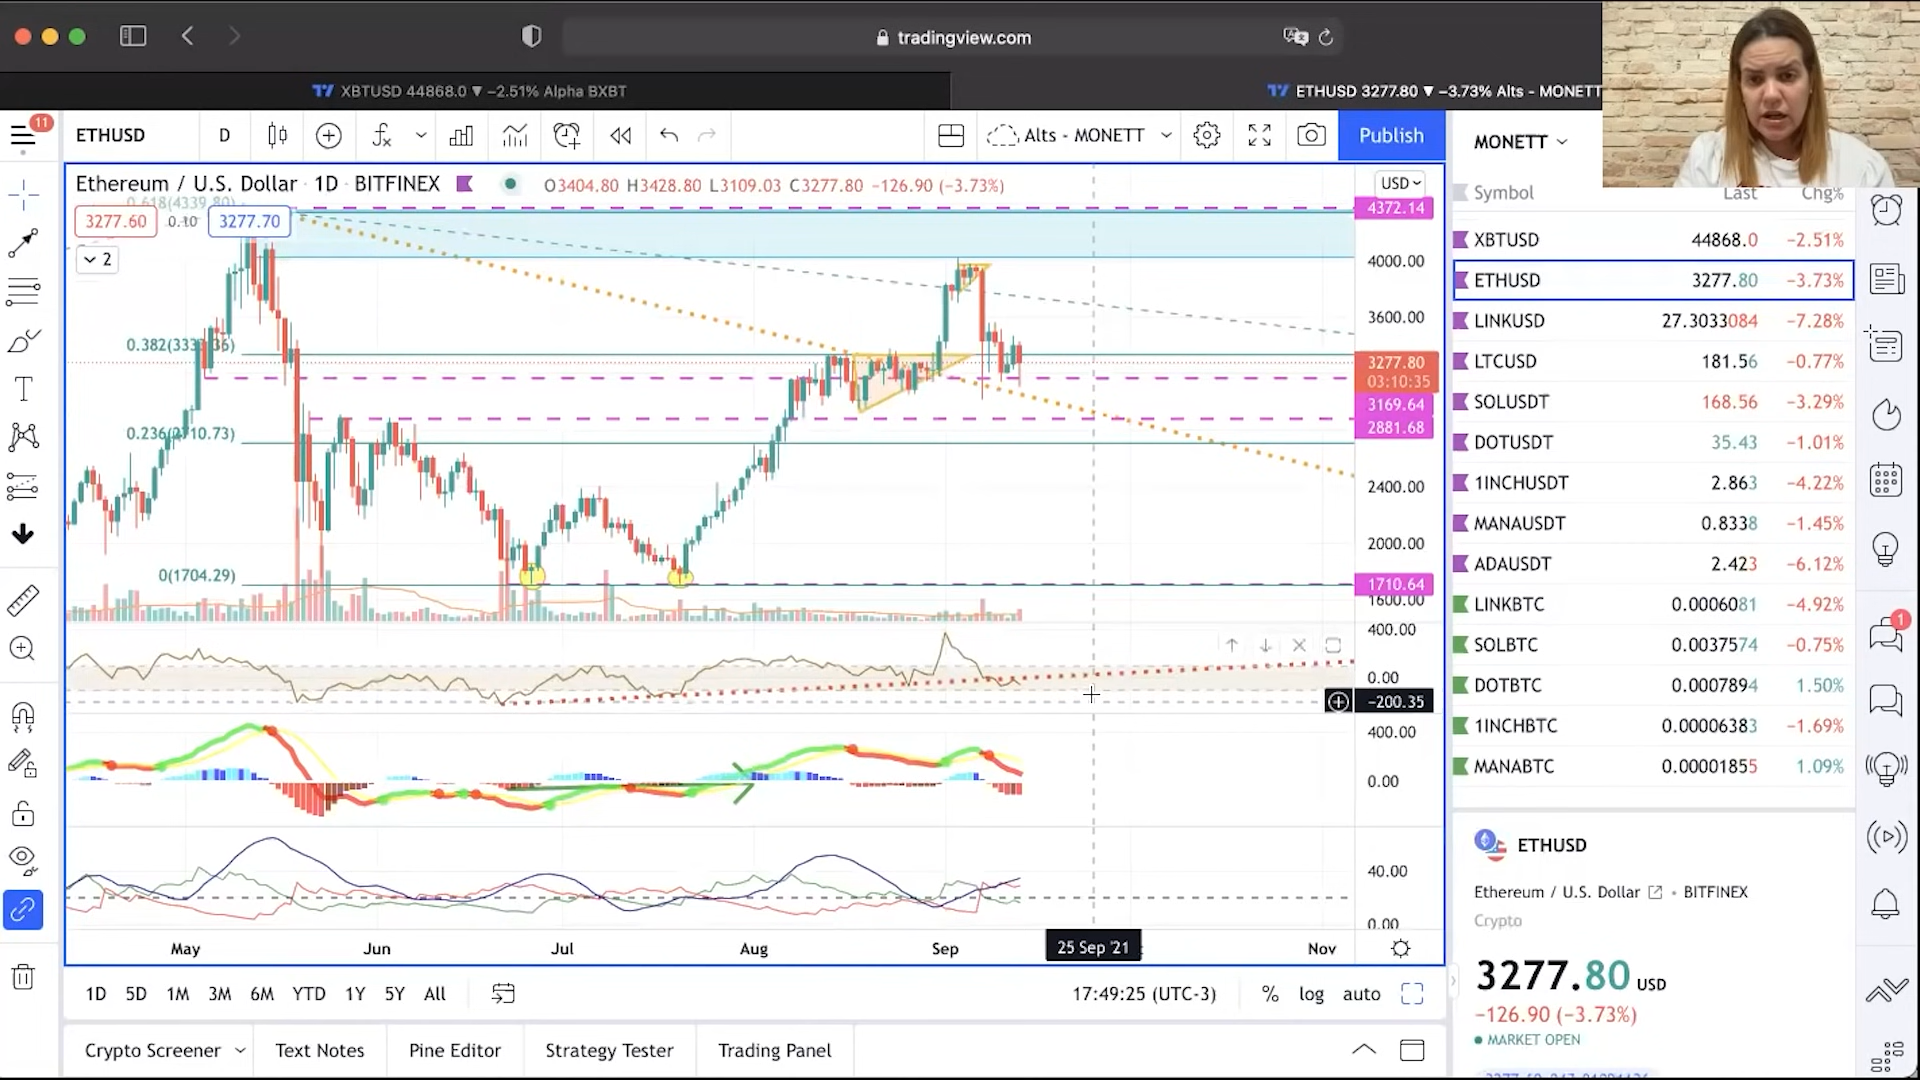 tradingview.com
XBTUSD 44868.0 ▼ −2.51% Alpha BXBT
ETHUSD 3277.80 ▼ −3.73% Alts - MONETT
11
ETHUSD
D
Alts - MONETT
Publish
Ethereum / U.S. Dollar · 1D · BITFINEX
O3404.80 H3428.80 L3109.03 C3277.80 −126.90 (−3.73%)
0.618(4339.80)
3277.60
0.10
3277.70
2
USD
4372.14
4000.00
3600.00
0.382(3333.36)
3277.80
03:10:35
3169.64
2881.68
2400.00
2000.00
0(1704.29)
1710.64
1600.00
400.00
0.00
−200.35
400.00
0.00
40.00
0.00
May
Jun
Jul
Aug
Sep
25 Sep '21
Nov
1D
5D
1M
3M
6M
YTD
1Y
5Y
All
17:49:25 (UTC-3)
%
log
auto
Crypto Screener
Text Notes
Pine Editor
Strategy Tester
Trading Panel
MONETT
Symbol Last Chg%
XBTUSD 44868.0 −2.51%
ETHUSD 3277.80 −3.73%
LINKUSD 27.3033084 −7.28%
LTCUSD 181.56 −0.77%
SOLUSDT 168.56 −3.29%
DOTUSDT 35.43 −1.01%
1INCHUSDT 2.863 −4.22%
MANAUSDT 0.8338 −1.45%
ADAUSDT 2.423 −6.12%
LINKBTC 0.0006081 −4.92%
SOLBTC 0.0037574 −0.75%
DOTBTC 0.0007894 1.50%
1INCHBTC 0.00006383 −1.69%
MANABTC 0.00001855 1.09%
ETHUSD
Ethereum / U.S. Dollar • BITFINEX
Crypto
3277.80 USD
−126.90 (−3.73%)
MARKET OPEN
1